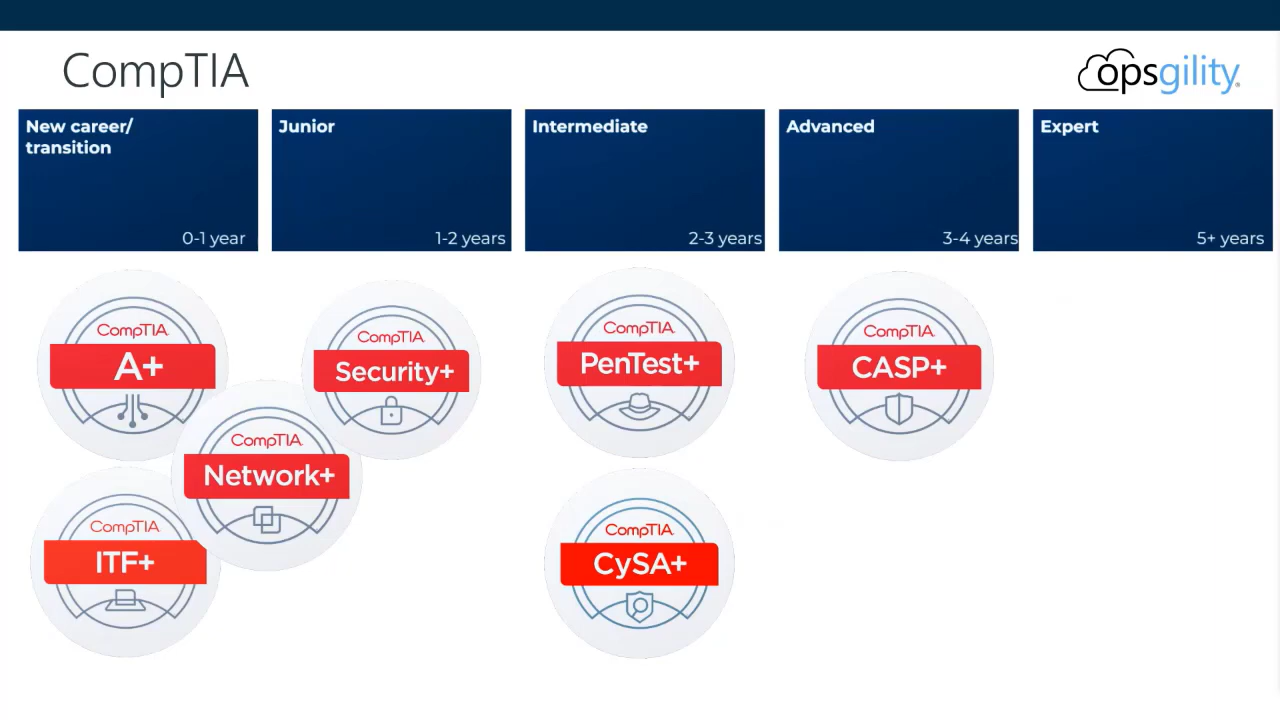 CompTIA
opsgility
New career/
transition
0-1 year
Junior
1-2 years
Intermediate
2-3 years
Advanced
3-4 years
Expert
5+ years
CompTIA
A+
CompTIA
Security+
CompTIA
PenTest+
CompTIA
CASP+
CompTIA
Network+
CompTIA
ITF+
CompTIA
CySA+